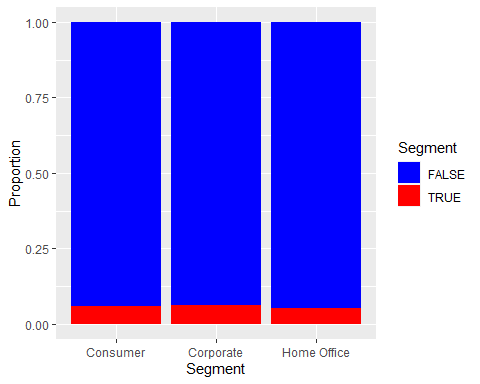 1.00
0.75
0.50
0.25
0.00
Proportion
Consumer
Corporate
Home Office
Segment
Segment
FALSE
TRUE